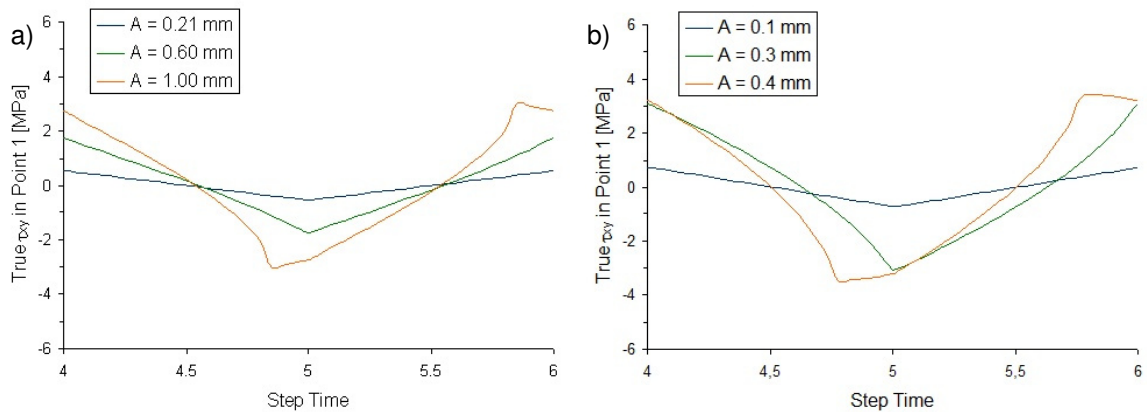 a)
A = 0.21 mm
A = 0.60 mm
A = 1.00 mm
True τxy in Point 1 [MPa]
6
4
2
0
-2
-4
-6
4
4.5
5
5.5
6
Step Time
b)
A = 0.1 mm
A = 0.3 mm
A = 0.4 mm
True τxy in Point 1 [MPa]
6
4
2
0
-2
-4
-6
4
4,5
5
5,5
6
Step Time